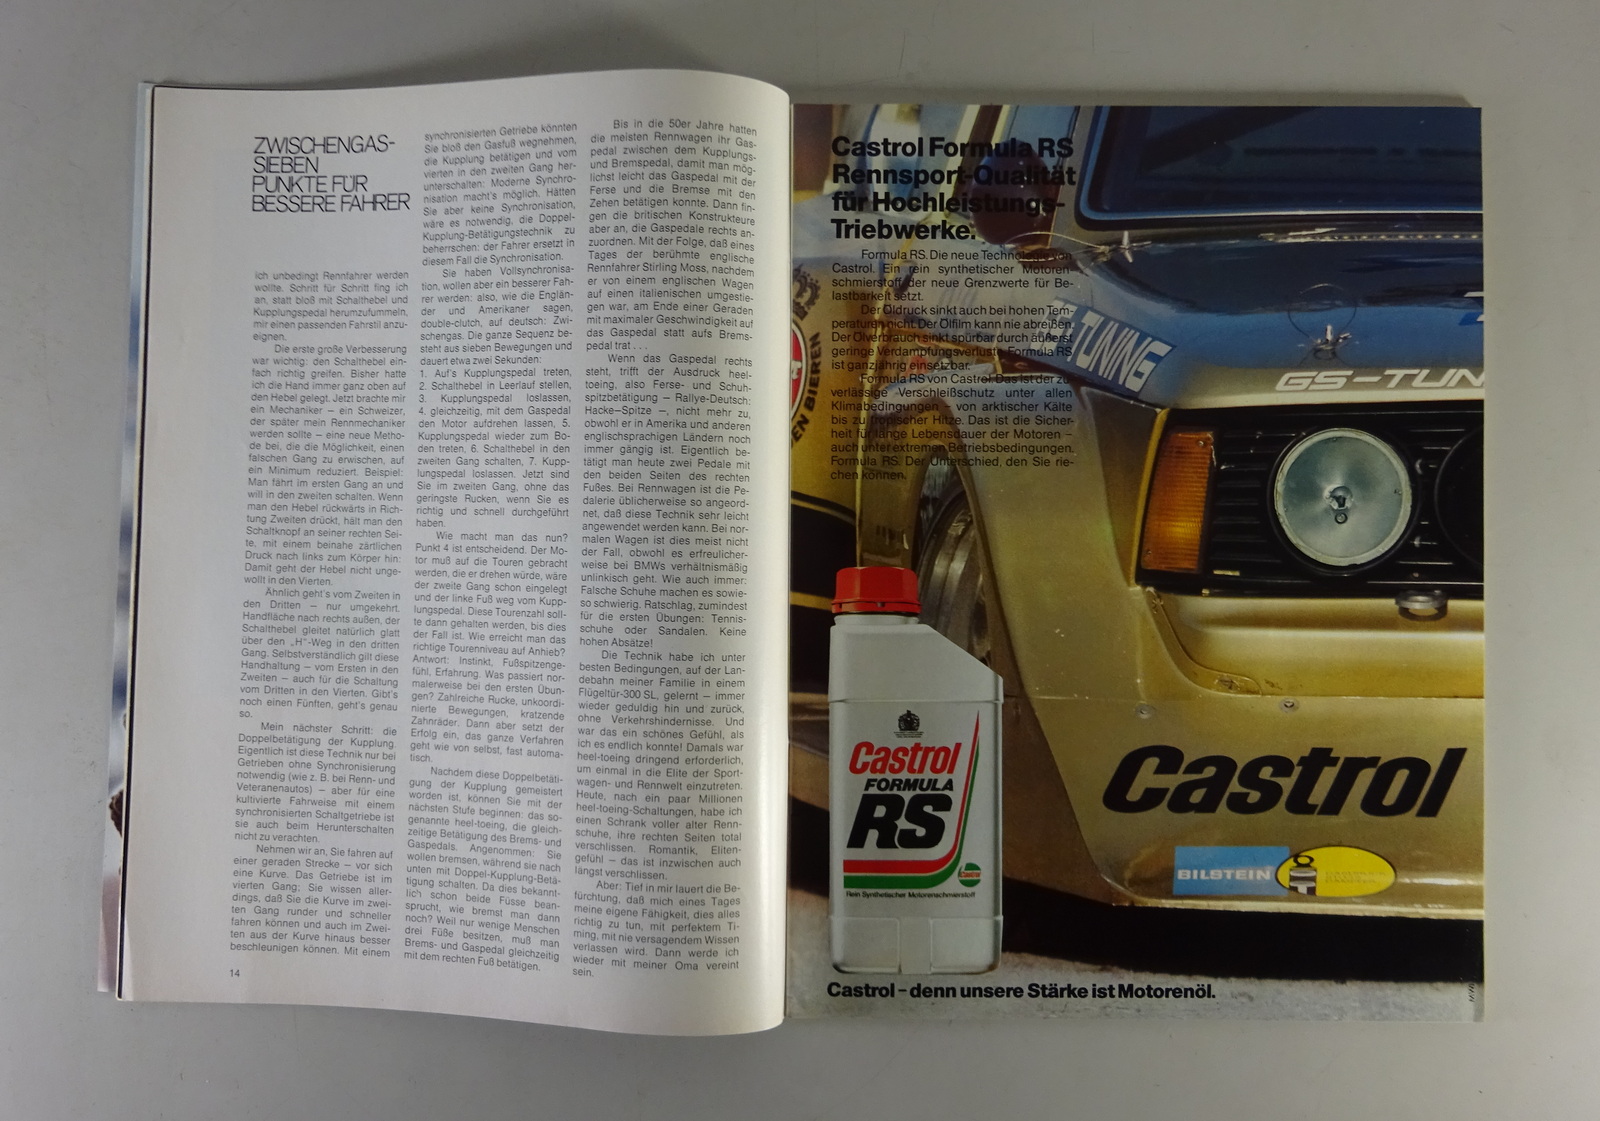 ZWISCHENGAS-
SIEBEN
PUNKTE FÜR
BESSERE FAHRER
ich unbedingt Rennfahrer werden
wollte. Schritt für Schritt fing ich
an, statt bloß mit Schalthebel und
Kupplungspedal herumzufummeln,
mir einen passenden Fahrstil anzu-
eignen.
Die erste große Verbesserung
war wichtig: den Schalthebel ein-
fach richtig greifen. Bisher hatte
ich die Hand immer ganz oben auf
den Hebel gelegt. Jetzt brachte mir
ein Mechaniker – ein Schweizer,
der später mein Rennmechaniker
werden sollte – eine neue Metho-
de bei, die die Möglichkeit, einen
falschen Gang zu erwischen, auf
ein Minimum reduziert. Beispiel:
Man fährt im ersten Gang an und
will in den zweiten schalten. Wenn
man den Hebel rückwärts in Rich-
tung Zweiten drückt, hält man den
Schaltknopf an seiner rechten Sei-
te, mit einem beinahe zärtlichen
Druck nach links zum Körper hin:
Damit geht der Hebel nicht unge-
wollt in den Vierten.
Ähnlich geht's vom Zweiten in
den Dritten – nur umgekehrt.
Handfläche nach rechts außen, der
Schalthebel gleitet natürlich glatt
über den „H“-Weg in den dritten
Gang. Selbstverständlich gilt diese
Handhaltung – vom Ersten in den
Zweiten – auch für die Schaltung
vom Dritten in den Vierten. Gibt's
noch einen Fünften, geht's genau
so.
Mein nächster Schritt: die
Doppelbetätigung der Kupplung.
Eigentlich ist diese Technik nur bei
Getrieben ohne Synchronisierung
notwendig (wie z. B. bei Renn- und
Veteranenautos) – aber für eine
kultivierte Fahrweise mit einem
synchronisierten Schaltgetriebe ist
sie auch beim Herunterschalten
nicht zu verachten.
Nehmen wir an, Sie fahren auf
einer geraden Strecke – vor sich
eine Kurve. Das Getriebe ist im
vierten Gang: Sie wissen aller-
dings, daß Sie die Kurve im zwei-
ten Gang runder und schneller
fahren können und auch im Zwei-
ten aus der Kurve hinaus besser
beschleunigen können. Mit einem
14
synchronisierten Getriebe könnten
Sie bloß den Gasfuß wegnehmen,
die Kupplung betätigen und vom
vierten in den zweiten Gang her-
unterschalten: Moderne Synchro-
nisation macht's möglich. Hätten
Sie aber keine Synchronisation,
wäre es notwendig, die Doppel-
Kupplung-Betätigungstechnik zu
beherrschen: der Fahrer ersetzt in
diesem Fall die Synchronisation.
Sie haben Vollsynchronisa-
tion, wollen aber ein besserer Fah-
rer werden: also, wie die Englän-
der und Amerikaner sagen,
double-clutch, auf deutsch: Zwi-
schengas. Die ganze Sequenz be-
steht aus sieben Bewegungen und
dauert etwa zwei Sekunden:
1. Auf's Kupplungspedal treten,
2. Schalthebel in Leerlauf stellen,
3. Kupplungspedal loslassen,
4. gleichzeitig, mit dem Gaspedal
den Motor aufdrehen lassen, 5.
Kupplungspedal wieder zum Bo-
den treten, 6. Schalthebel in den
zweiten Gang schalten, 7. Kupp-
lungspedal loslassen. Jetzt sind
Sie im zweiten Gang, ohne das
geringste Rucken, wenn Sie es
richtig und schnell durchgeführt
haben.
Wie macht man das nun?
Punkt 4 ist entscheidend. Der Mo-
tor muß auf die Touren gebracht
werden, die er drehen würde, wäre
der zweite Gang schon eingelegt
und der linke Fuß weg vom Kupp-
lungspedal. Diese Tourenzahl soll-
te dann gehalten werden, bis dies
der Fall ist. Wie erreicht man das
richtige Tourenniveau auf Anhieb?
Antwort: Instinkt, Fußspitzenge-
fühl, Erfahrung. Was passiert nor-
malerweise bei den ersten Übun-
gen? Zahlreiche Rucke, unkoordi-
nierte Bewegungen, kratzende
Zahnräder. Dann aber setzt der
Erfolg ein, das ganze Verfahren
geht wie von selbst, fast automa-
tisch.
Nachdem diese Doppelbetäti-
gung der Kupplung gemeistert
worden ist, können Sie mit der
nächsten Stufe beginnen: das so-
genannte heel-toeing, die gleich-
zeitige Betätigung des Brems- und
Gaspedals. Angenommen: Sie
wollen bremsen, während sie nach
unten mit Doppel-Kupplung-Betä-
tigung schalten. Da dies bekannt-
lich schon beide Füsse bean-
sprucht, wie bremst man dann
noch? Weil nur wenige Menschen
drei Füße besitzen, muß man
Brems- und Gaspedal gleichzeitig
mit dem rechten Fuß betätigen.
Bis in die 50er Jahre hatten
die meisten Rennwagen ihr Gas-
pedal zwischen dem Kupplungs-
und Bremspedal, damit man mög-
lichst leicht das Gaspedal mit der
Ferse und die Bremse mit den
Zehen betätigen konnte. Dann fin-
gen die britischen Konstrukteure
aber an, die Gaspedale rechts an-
zuordnen. Mit der Folge, daß eines
Tages der berühmte englische
Rennfahrer Stirling Moss, nachdem
er von einem englischen Wagen
auf einen italienischen umgestie-
gen war, am Ende einer Geraden
mit maximaler Geschwindigkeit auf
das Gaspedal statt aufs Brems-
pedal trat . . .
Wenn das Gaspedal rechts
steht, trifft der Ausdruck heel-
toeing, also Ferse- und Schuh-
spitzbetätigung – Rallye-Deutsch:
Hacke–Spitze –, nicht mehr zu,
obwohl er in Amerika und anderen
englischsprachigen Ländern noch
immer gängig ist. Eigentlich be-
tätigt man heute zwei Pedale mit
den beiden Seiten des rechten
Fußes. Bei Rennwagen ist die Pe-
dalerie üblicherweise so angeord-
net, daß diese Technik sehr leicht
angewendet werden kann. Bei nor-
malen Wagen ist dies meist nicht
der Fall, obwohl es erfreulicher-
weise bei BMWs verhältnismäßig
unlinkisch geht. Wie auch immer:
Falsche Schuhe machen es sowie-
so schwierig. Ratschlag, zumindest
für die ersten Übungen: Tennis-
schuhe oder Sandalen. Keine
hohen Absätze!
Die Technik habe ich unter
besten Bedingungen, auf der Lan-
debahn meiner Familie in einem
Flügeltür-300 SL, gelernt – immer
wieder geduldig hin und zurück,
ohne Verkehrshindernisse. Und
war das ein schönes Gefühl, als
ich es endlich konnte! Damals war
heel-toeing dringend erforderlich,
um einmal in die Elite der Sport-
wagen- und Rennwelt einzutreten.
Heute, nach ein paar Millionen
heel-toeing-Schaltungen, habe ich
einen Schrank voller alter Renn-
schuhe, ihre rechten Seiten total
verschlissen. Romantik, Eliten-
gefühl – das ist inzwischen auch
längst verschlissen.
Aber: Tief in mir lauert die Be-
fürchtung, daß mich eines Tages
meine eigene Fähigkeit, dies alles
richtig zu tun, mit perfektem Ti-
ming, mit nie versagendem Wissen
verlassen wird. Dann werde ich
wieder mit meiner Oma vereint
sein.
Castrol Formula RS
Rennsport-Qualität
für Hochleistungs-
Triebwerke.
Formula RS. Die neue Technologie von
Castrol. Ein rein synthetischer Motoren-
schmierstoff, der neue Grenzwerte für Be-
lastbarkeit setzt.
Der Öldruck sinkt auch bei hohen Tem-
peraturen nicht. Der Ölfilm kann nie abreißen.
Der Ölverbrauch sinkt spürbar durch äußerst
geringe Verdampfungsverluste. Formula RS
ist ganzjährig einsetzbar.
Formula RS von Castrol: Das ist der zu-
verlässige Verschleißschutz unter allen
Klimabedingungen – von arktischer Kälte
bis zu tropischer Hitze. Das ist die Sicher-
heit für lange Lebensdauer der Motoren –
auch unter extremen Betriebsbedingungen.
Formula RS. Der Unterschied, den Sie rie-
chen können.
TUNING
GS-TUN
EN BIEREN
Castrol
FORMULA
RS
Castrol
Rein Synthetischer Motorenschmierstoff
Castrol
BILSTEIN
Castrol – denn unsere Stärke ist Motorenöl.